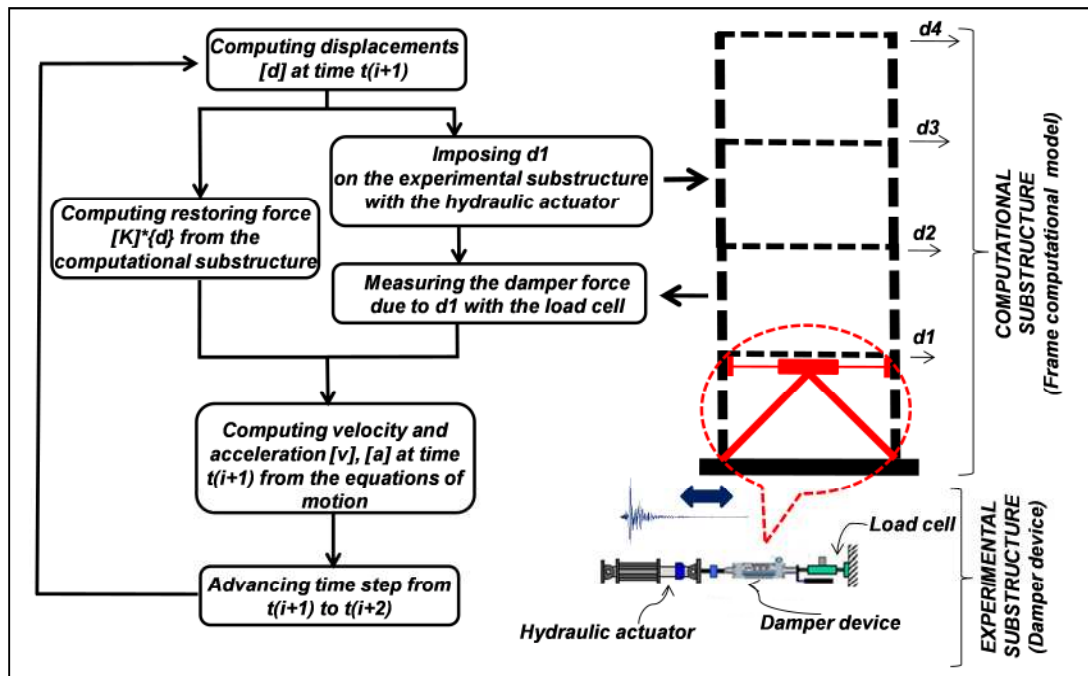 Computing displacements
[d] at time t(i+1)
Imposing d1
on the experimental substructure
with the hydraulic actuator
Computing restoring force
[K]*{d} from the
computational substructure
Measuring the damper force
due to d1 with the load cell
Computing velocity and
acceleration [v], [a] at time
t(i+1) from the equations of
motion
Advancing time step from
t(i+1) to t(i+2)
d4
d3
d2
d1
COMPUTATIONAL
SUBSTRUCTURE
(Frame computational model)
Load cell
Hydraulic actuator
Damper device
EXPERIMENTAL
SUBSTRUCTURE
(Damper device)